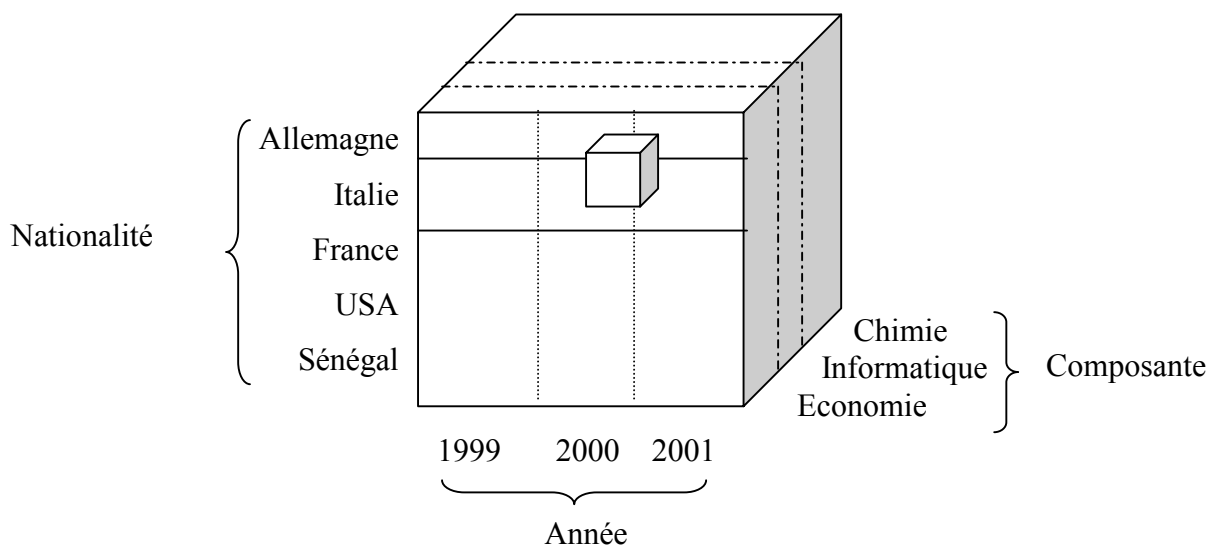 Nationalité
Allemagne
Italie
France
USA
Sénégal
Chimie
Informatique
Economie
Composante
1999 2000 2001
Année